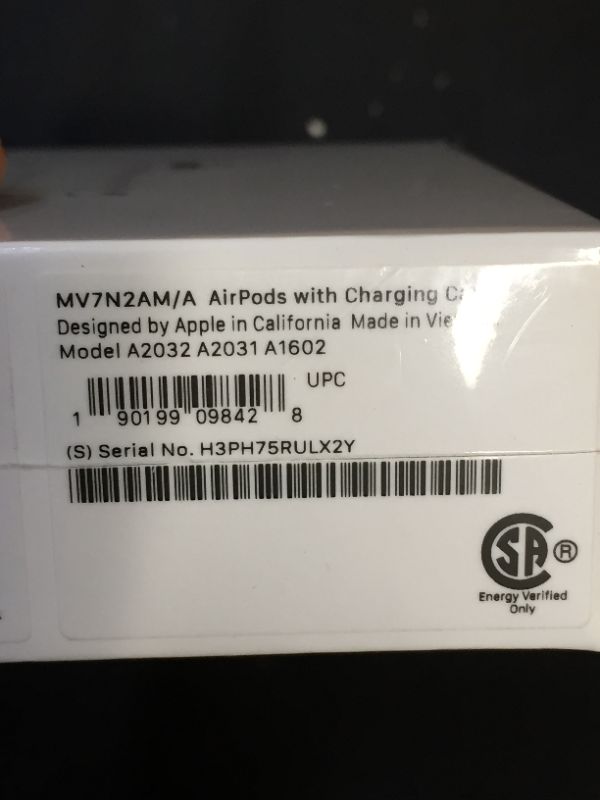 MV7N2AM/A AirPods with Charging
Designed by Apple in California Made in
Model A2032 A2031 A1602
UPC
1 90199 09842 8
(S) Serial No. H3PH75RULX2Y
SA ®
Energy Verified
Only